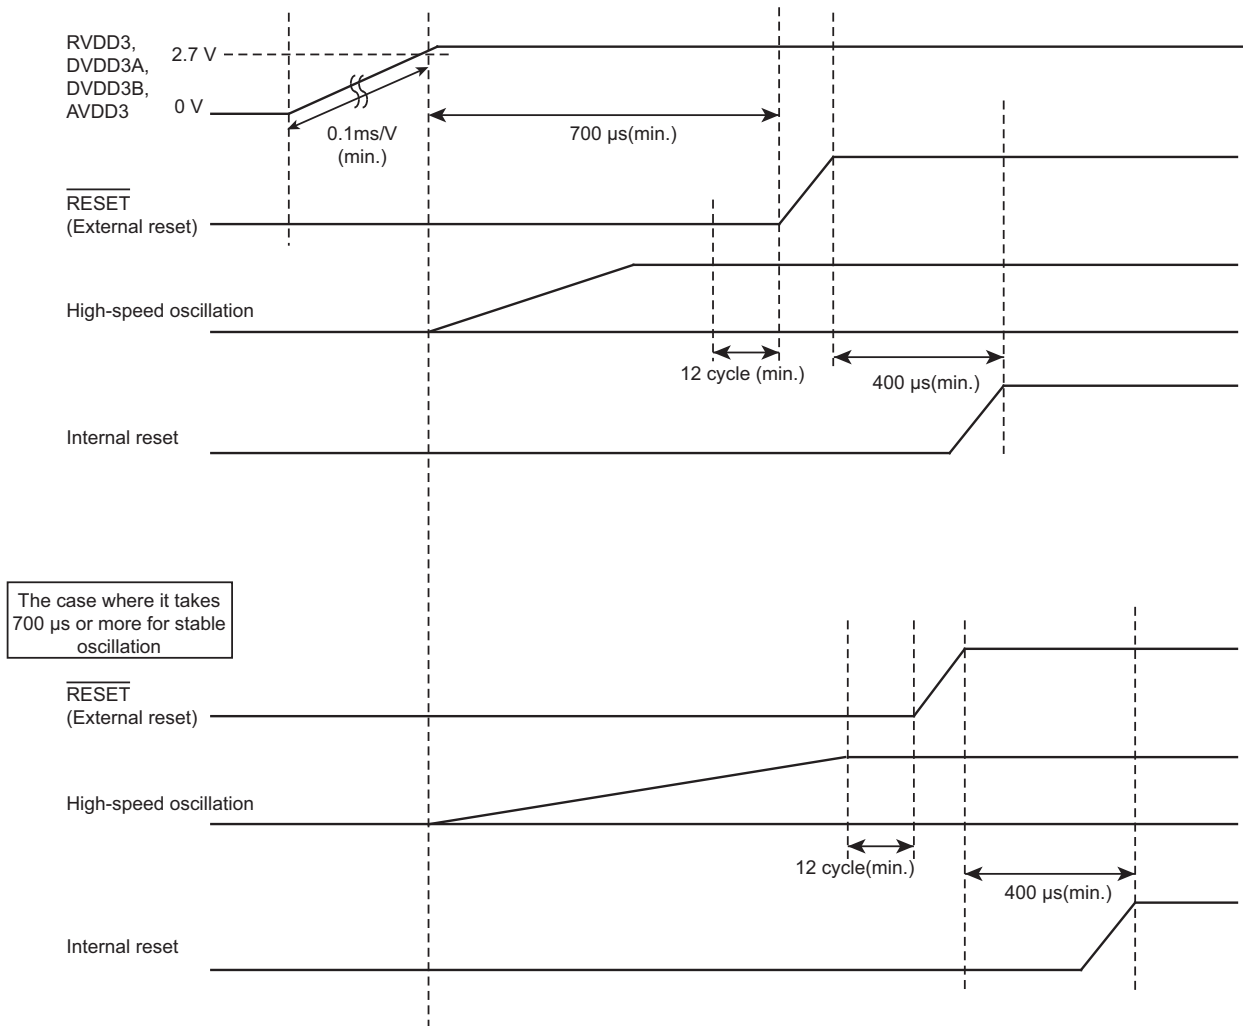 RVDD3,
DVDD3A,
DVDD3B,
AVDD3
2.7 V
0 V
0.1ms/V
(min.)
700 μs(min.)
RESET
(External reset)
High-speed oscillation
12 cycle (min.)
400 μs(min.)
Internal reset
The case where it takes
700 μs or more for stable
oscillation
RESET
(External reset)
High-speed oscillation
12 cycle(min.)
400 μs(min.)
Internal reset